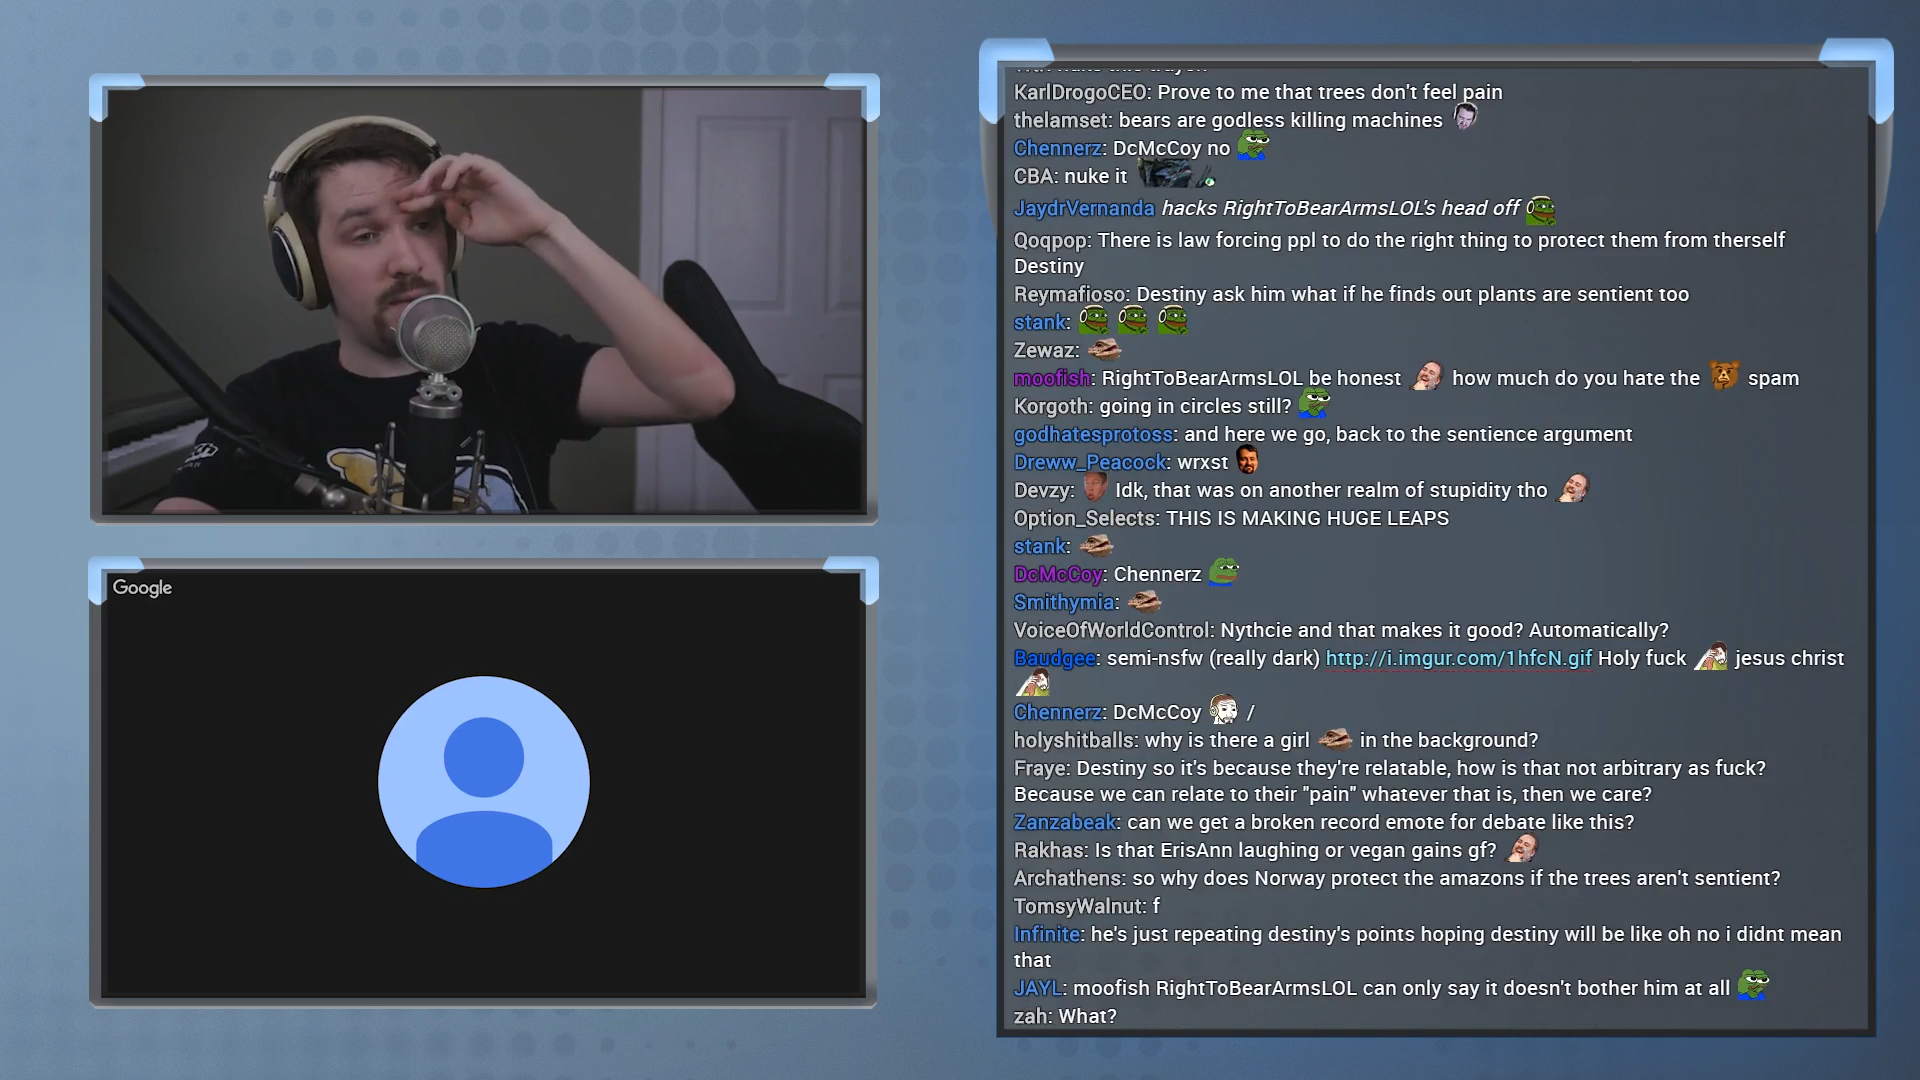 Google
KarlDrogoCEO: Prove to me that trees don't feel pain
thelamset: bears are godless killing machines
Chennerz: DcMcCoy no
CBA: nuke it
JaydrVernanda hacks RightToBearArmsLOL's head off
Qoqpop: There is law forcing ppl to do the right thing to protect them from therself
Destiny
Reymafioso: Destiny ask him what if he finds out plants are sentient too
stank:
Zewaz:
moofish: RightToBearArmsLOL be honest how much do you hate the spam
Korgoth: going in circles still?
godhatesprotoss: and here we go, back to the sentience argument
Dreww_Peacock: wrxst
Devzy: Idk, that was on another realm of stupidity tho
Option_Selects: THIS IS MAKING HUGE LEAPS
stank:
DcMcCoy: Chennerz
Smithymia:
VoiceOfWorldControl: Nythcie and that makes it good? Automatically?
Baudgee: semi-nsfw (really dark) http://i.imgur.com/1hfcN.gif Holy fuck jesus christ
Chennerz: DcMcCoy /
holyshitballs: why is there a girl in the background?
Fraye: Destiny so it's because they're relatable, how is that not arbitrary as fuck?
Because we can relate to their "pain" whatever that is, then we care?
Zanzabeak: can we get a broken record emote for debate like this?
Rakhas: Is that ErisAnn laughing or vegan gains gf?
Archathens: so why does Norway protect the amazons if the trees aren't sentient?
TomsyWalnut: f
Infinite: he's just repeating destiny's points hoping destiny will be like oh no i didnt mean
that
JAYL: moofish RightToBearArmsLOL can only say it doesn't bother him at all
zah: What?